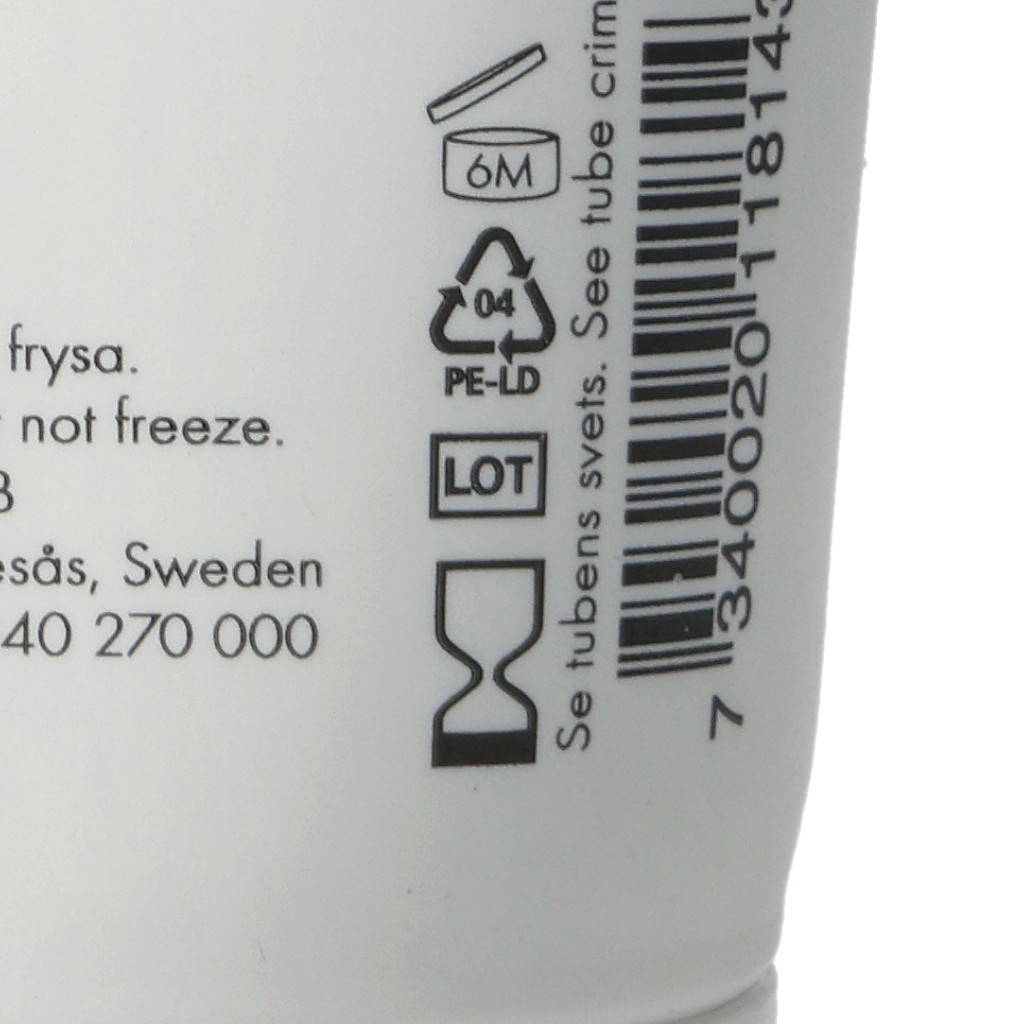 frysa.
not freeze.
esås, Sweden
40 270 000
6M
04
PE-LD
LOT
Se tubens svets. See tube crim
7 340020 118143